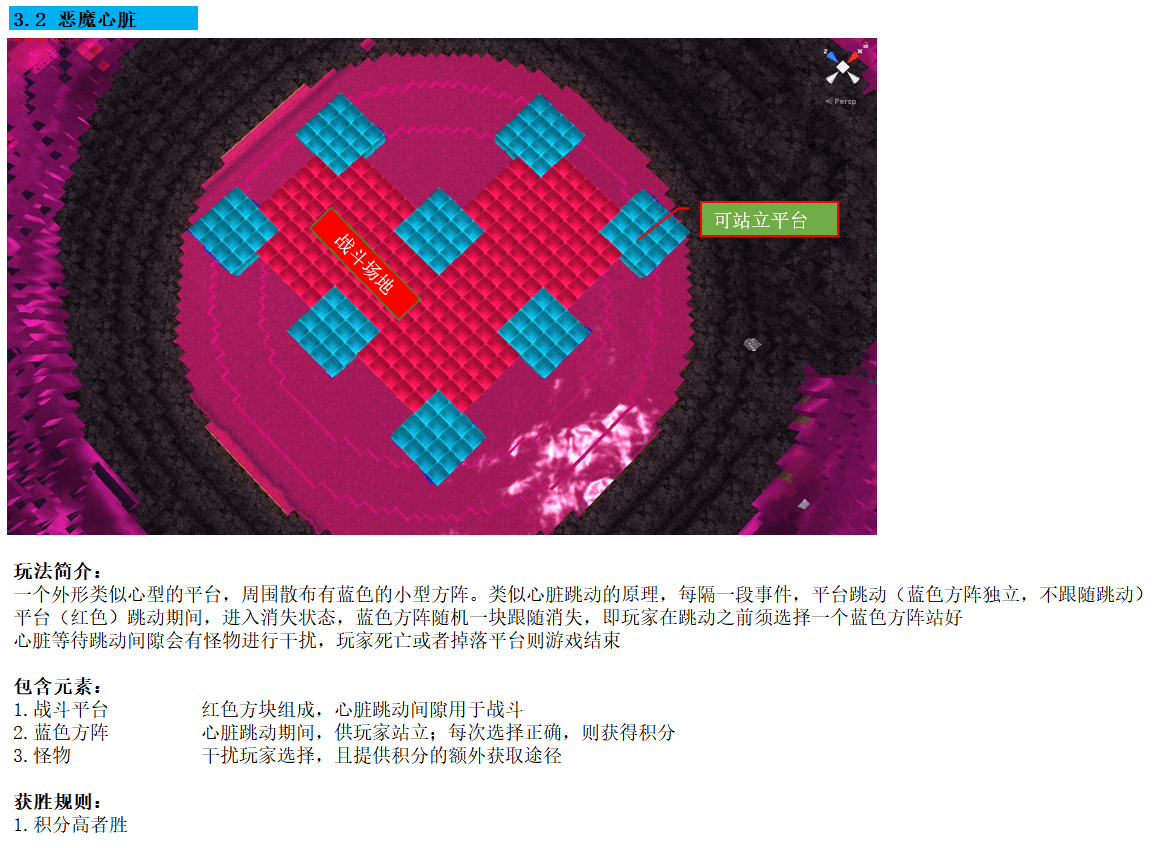 3.2 恶魔心脏
z
x
< Persp
可站立平台
战斗场地
玩法简介：
一个外形类似心型的平台，周围散布有蓝色的小型方阵。类似心脏跳动的原理，每隔一段事件，平台跳动（蓝色方阵独立，不跟随跳动）
平台（红色）跳动期间，进入消失状态，蓝色方阵随机一块跟随消失，即玩家在跳动之前须选择一个蓝色方阵站好
心脏等待跳动间隙会有怪物进行干扰，玩家死亡或者掉落平台则游戏结束
包含元素：
1.战斗平台 红色方块组成，心脏跳动间隙用于战斗
2.蓝色方阵 心脏跳动期间，供玩家站立；每次选择正确，则获得积分
3.怪物 干扰玩家选择，且提供积分的额外获取途径
获胜规则：
1.积分高者胜